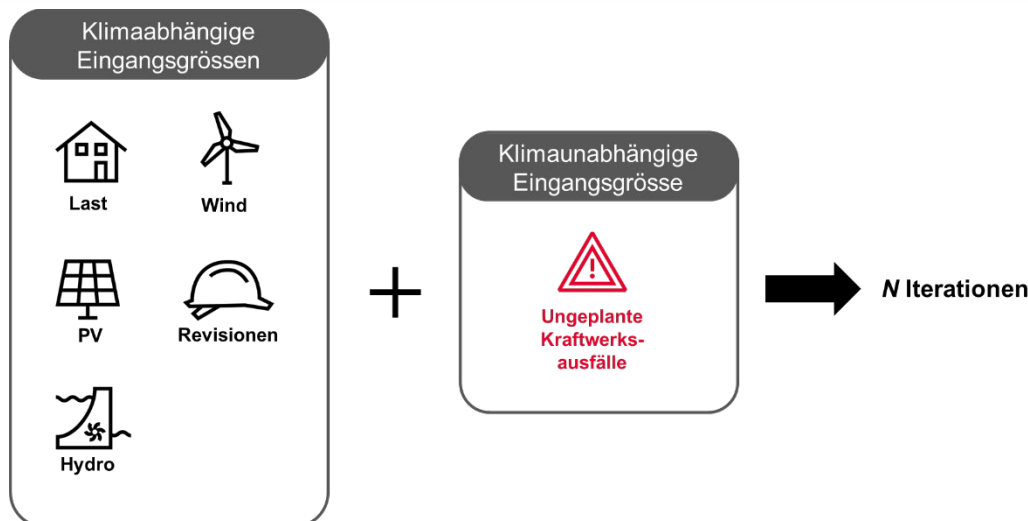 Klimaabhängige
Eingangsgrössen
Last
Wind
PV
Revisionen
Hydro
+
Klimaunabhängige
Eingangsgrösse
Ungeplante
Kraftwerks-
ausfälle
N Iterationen